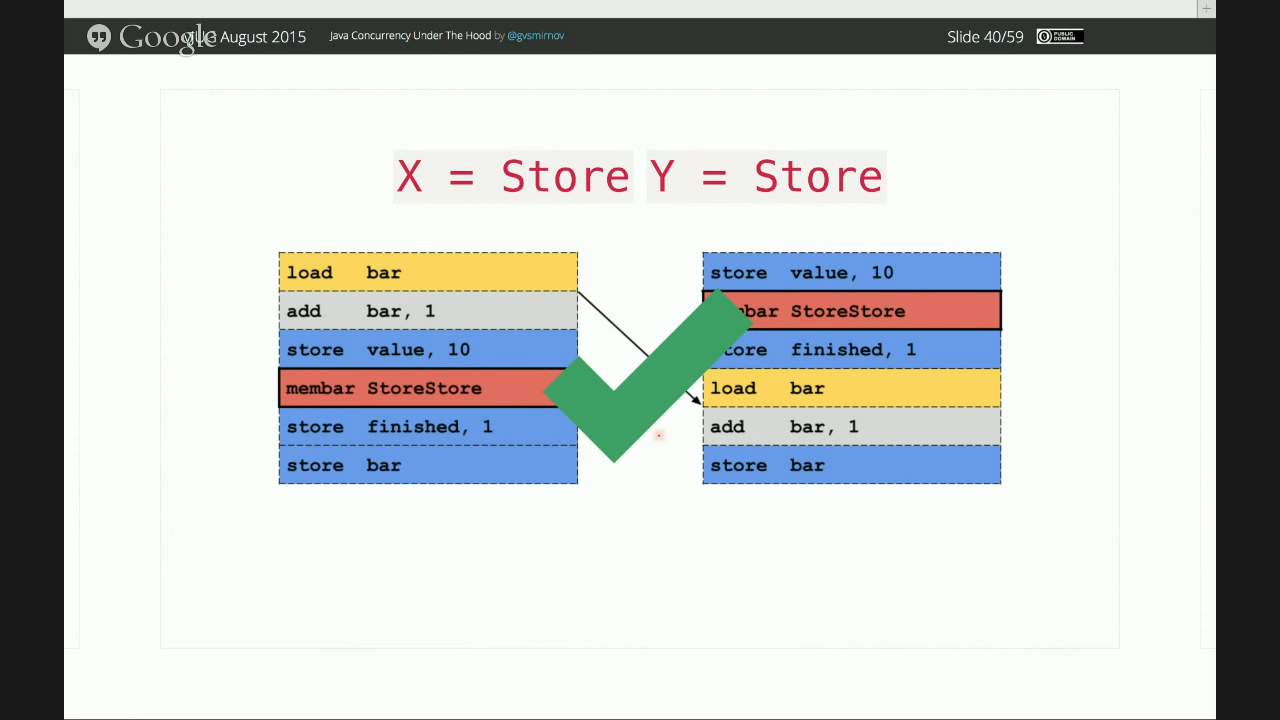 Google
August 2015
Java Concurrency Under The Hood by @gvsmirnov
Slide 40/59
PUBLIC DOMAIN
X = Store Y = Store
load bar
add bar, 1
store value, 10
membar StoreStore
store finished, 1
store bar
store value, 10
StoreStore
finished, 1
load bar
add bar, 1
store bar